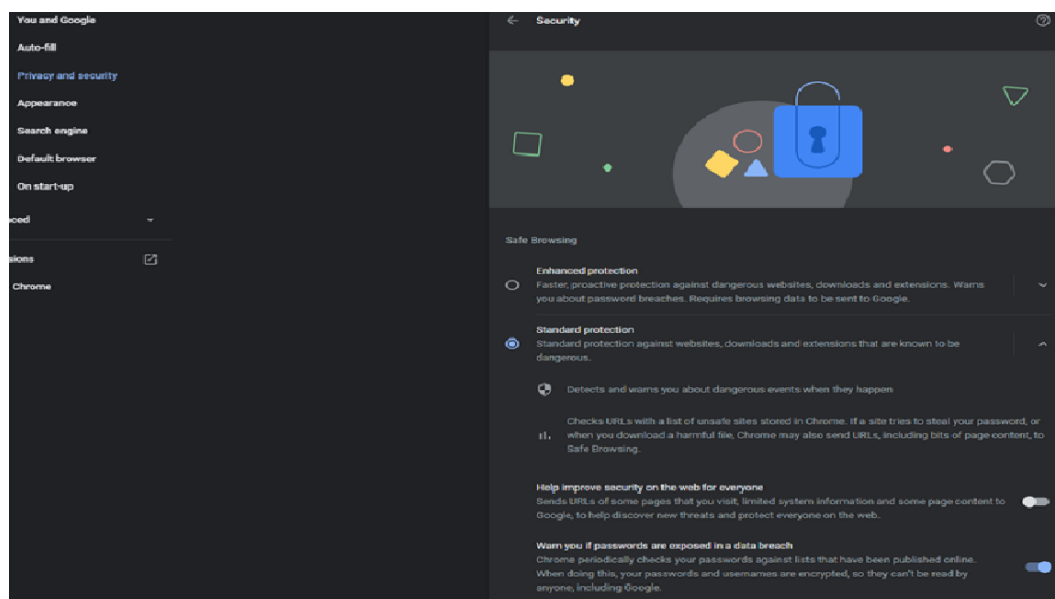 You and Google
Auto-fill
Privacy and security
Appearance
Search engine
Default browser
On start-up
ced
sions
Chrome
Security
Safe Browsing
Enhanced protection
Faster, proactive protection against dangerous websites, downloads and extensions. Warns
you about password breaches. Requires browsing data to be sent to Google.
Standard protection
Standard protection against websites, downloads and extensions that are known to be
dangerous.
Detects and warns you about dangerous events when they happen
Checks URLs with a list of unsafe sites stored in Chrome. If a site tries to steal your password, or
when you download a harmful file, Chrome may also send URLs, including bits of page content, to
Safe Browsing.
Help improve security on the web for everyone
Sends URLs of some pages that you visit, limited system information and some page content to
Google, to help discover new threats and protect everyone on the web.
Warn you if passwords are exposed in a data breach
Chrome periodically checks your passwords against lists that have been published online.
When doing this, your passwords and usernames are encrypted, so they can't be read by
anyone, including Google.